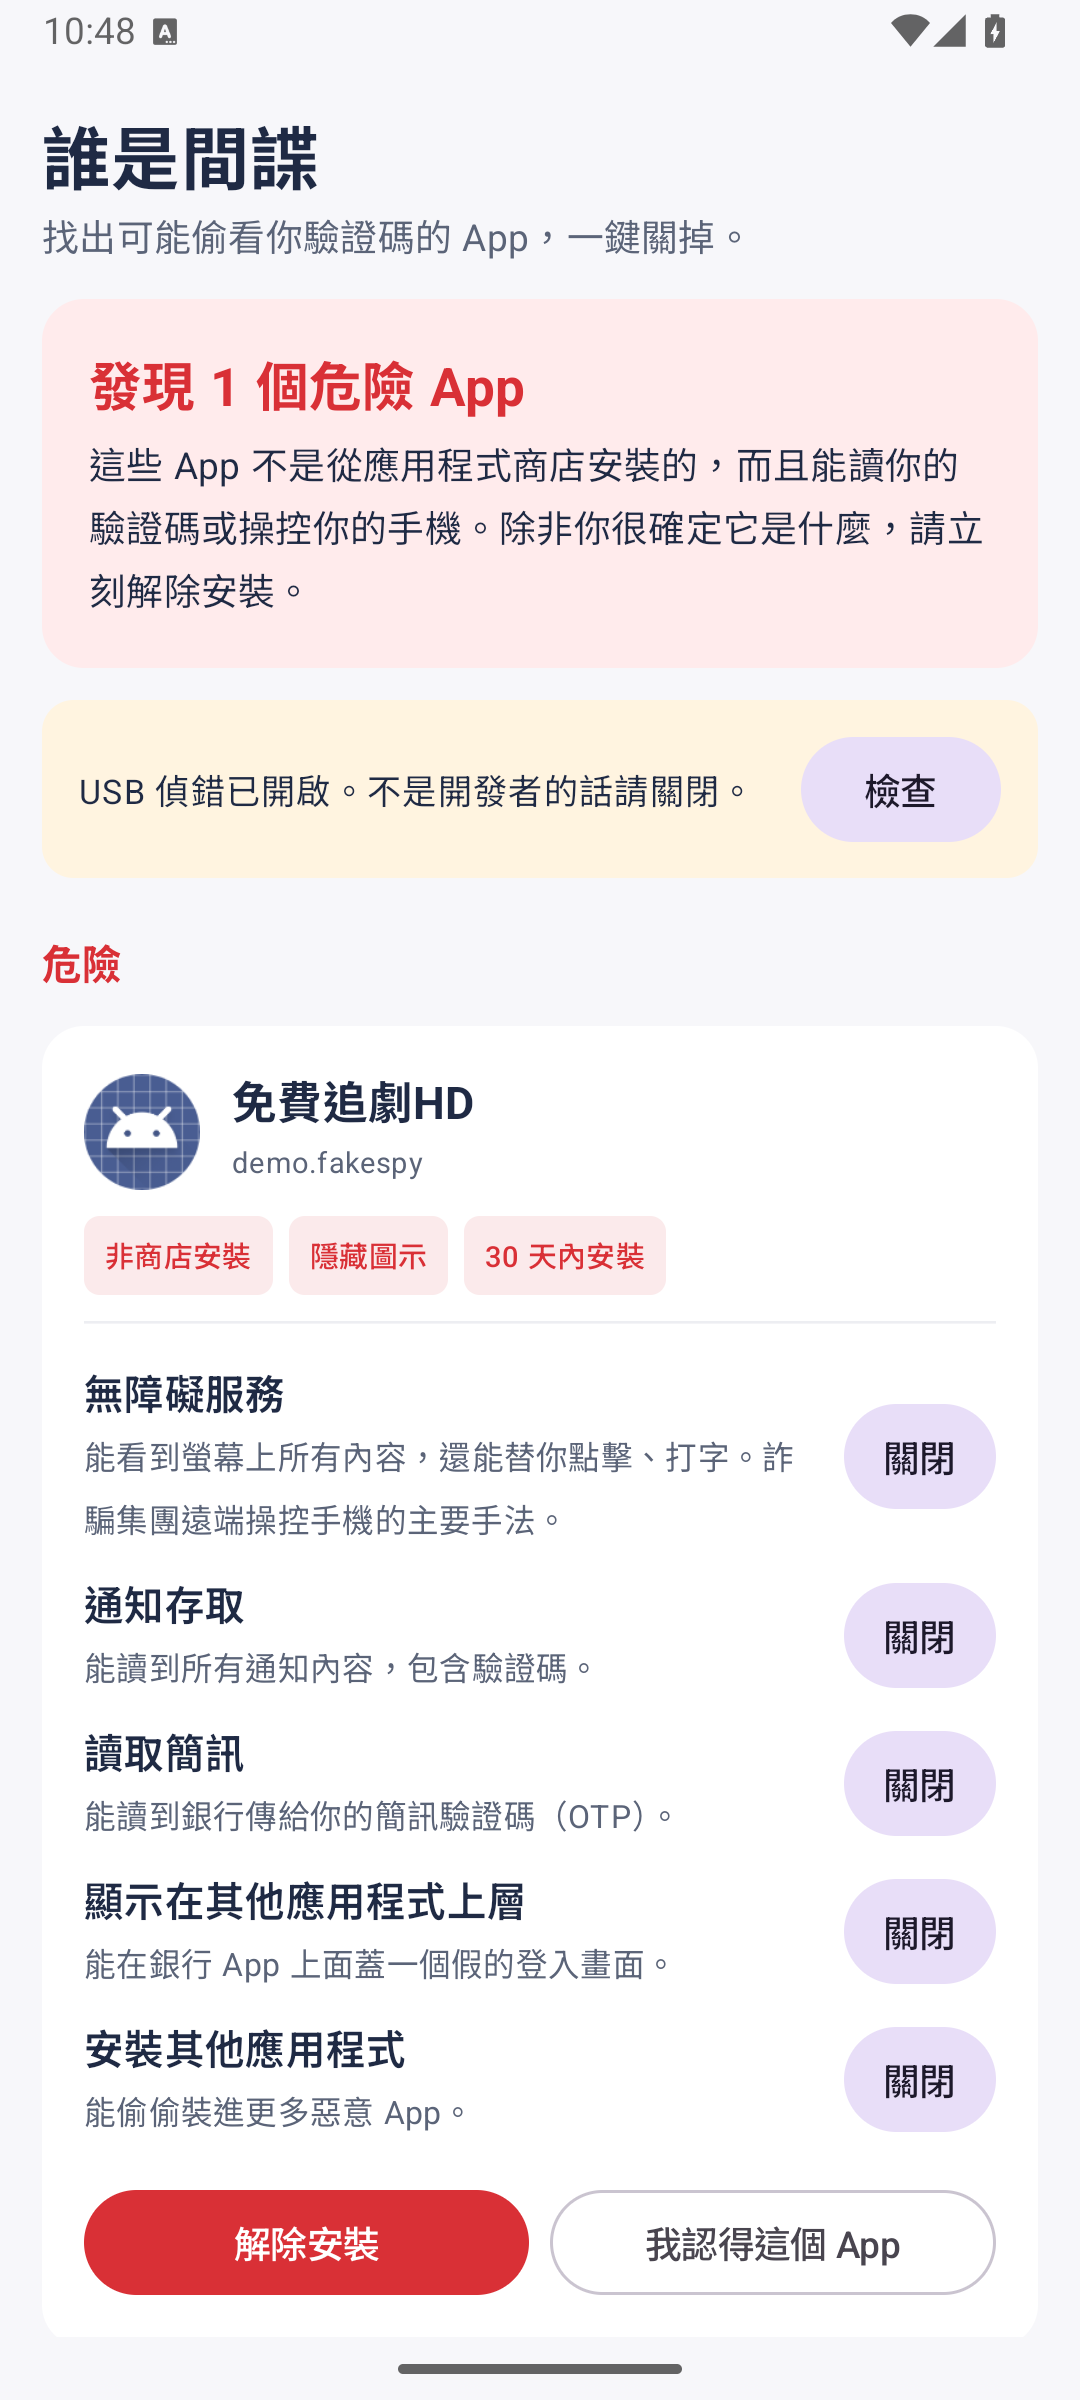 10:48
誰是間諜
找出可能偷看你驗證碼的 App，一鍵關掉。
發現 1 個危險 App
這些 App 不是從應用程式商店安裝的，而且能讀你的
驗證碼或操控你的手機。除非你很確定它是什麼，請立
刻解除安裝。
USB 偵錯已開啟。不是開發者的話請關閉。
檢查
危險
免費追劇HD
demo.fakespy
非商店安裝 隱藏圖示 30 天內安裝
無障礙服務
能看到螢幕上所有內容，還能替你點擊、打字。詐
騙集團遠端操控手機的主要手法。
關閉
通知存取
能讀到所有通知內容，包含驗證碼。
關閉
讀取簡訊
能讀到銀行傳給你的簡訊驗證碼（OTP）。
關閉
顯示在其他應用程式上層
能在銀行 App 上面蓋一個假的登入畫面。
關閉
安裝其他應用程式
能偷偷裝進更多惡意 App。
關閉
解除安裝 我認得這個 App